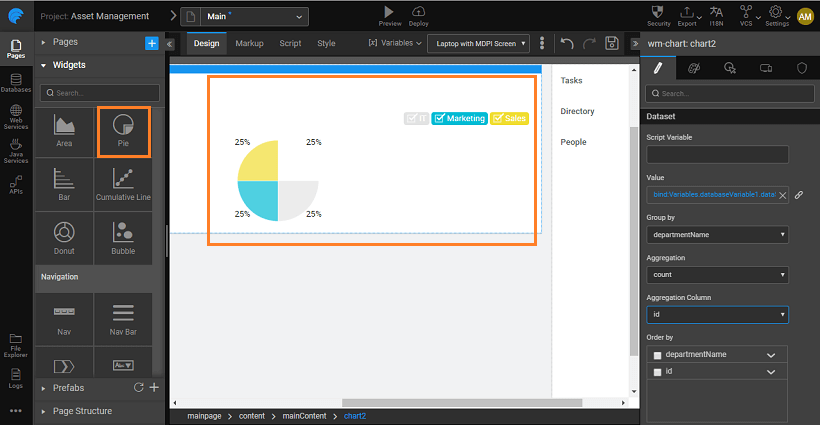 Project: Asset Management
Main *
Preview
Deploy
Security
Export
I18N
VCS
Settings
AM
Pages
Databases
Web
Services
Java
Services
APIs
File
Explorer
Logs
Pages
Widgets
Search...
Area
Pie
Bar
Cumulative Line
Donut
Bubble
Navigation
Nav
Nav Bar
Prefabs
Page Structure
Design
Markup
Script
Style
[x] Variables
Laptop with MDPI Screen
IT
Marketing
Sales
25%
25%
25%
25%
Tasks
Directory
People
mainpage > content > mainContent > chart2
wm-chart: chart2
Search...
Dataset
Script Variable
Value
bind:Variables.databaseVariable1.data
Group by
departmentName
Aggregation
count
Aggregation Column
id
Order by
departmentName
id